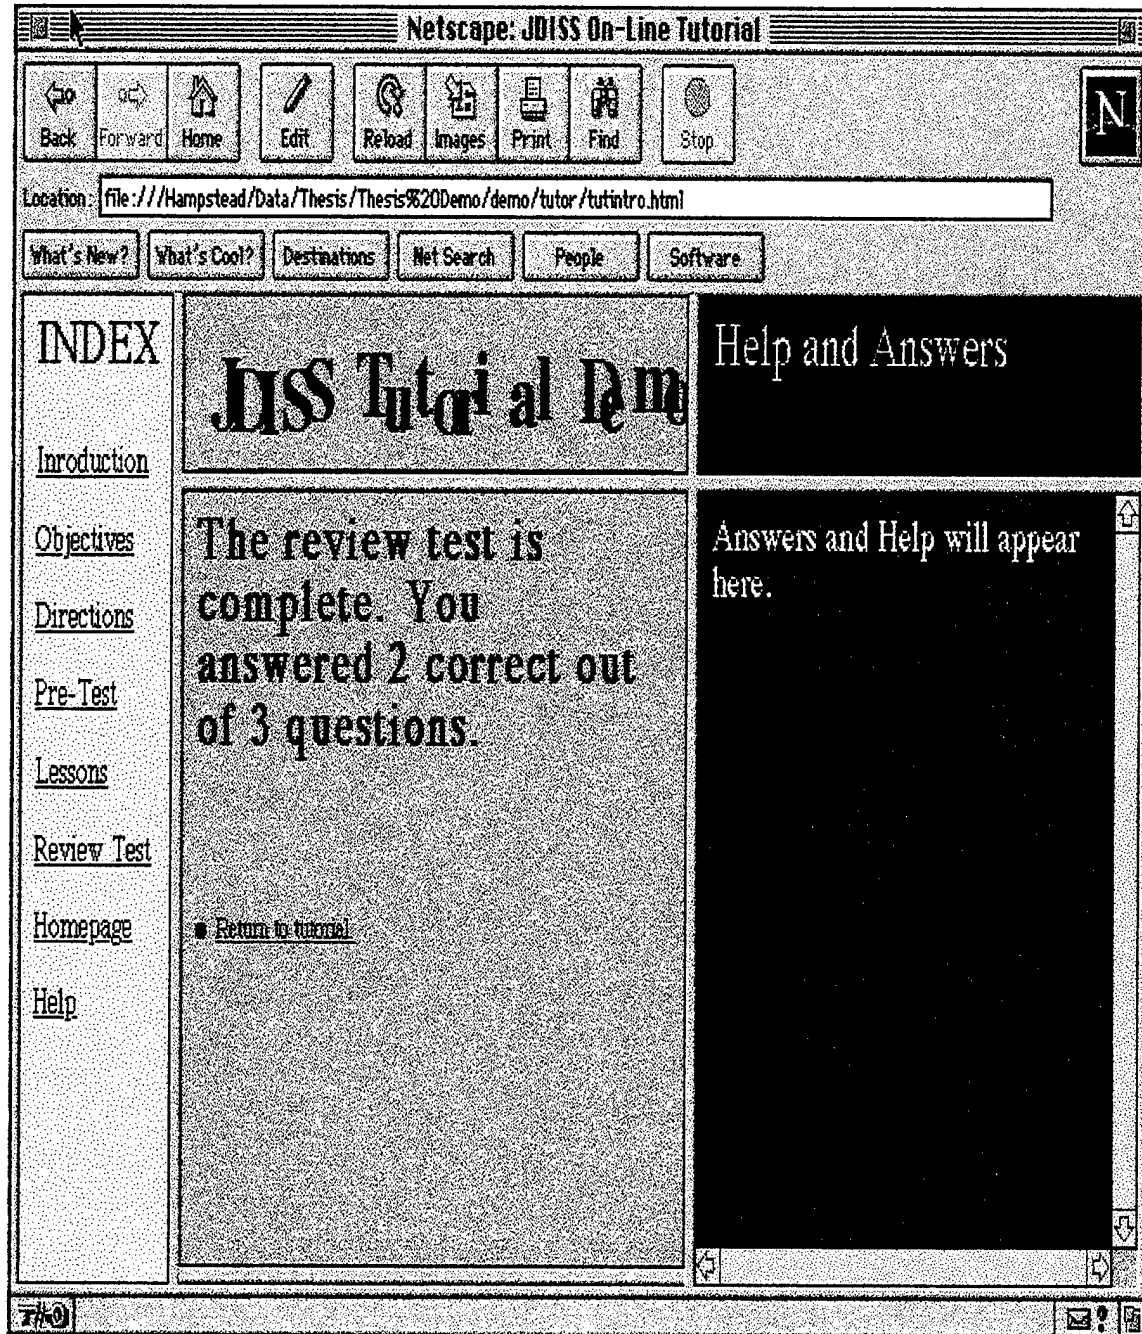 Netscape: JDISS On-Line Tutorial
Back Forward Home Edit Reload Images Print Find Stop
N
Location: file:///Hampstead/Data/Thesis/Thesis%20Demo/demo/tutor/tutintro.html
What's New? What's Cool? Destinations Net Search People Software
INDEX
Inroduction
Objectives
Directions
Pre-Test
Lessons
Review Test
Homepage
Help
JDISS Tutorial Demo
The review test is
complete. You
answered 2 correct out
of 3 questions.
Return to tutorial
Help and Answers
Answers and Help will appear
here.